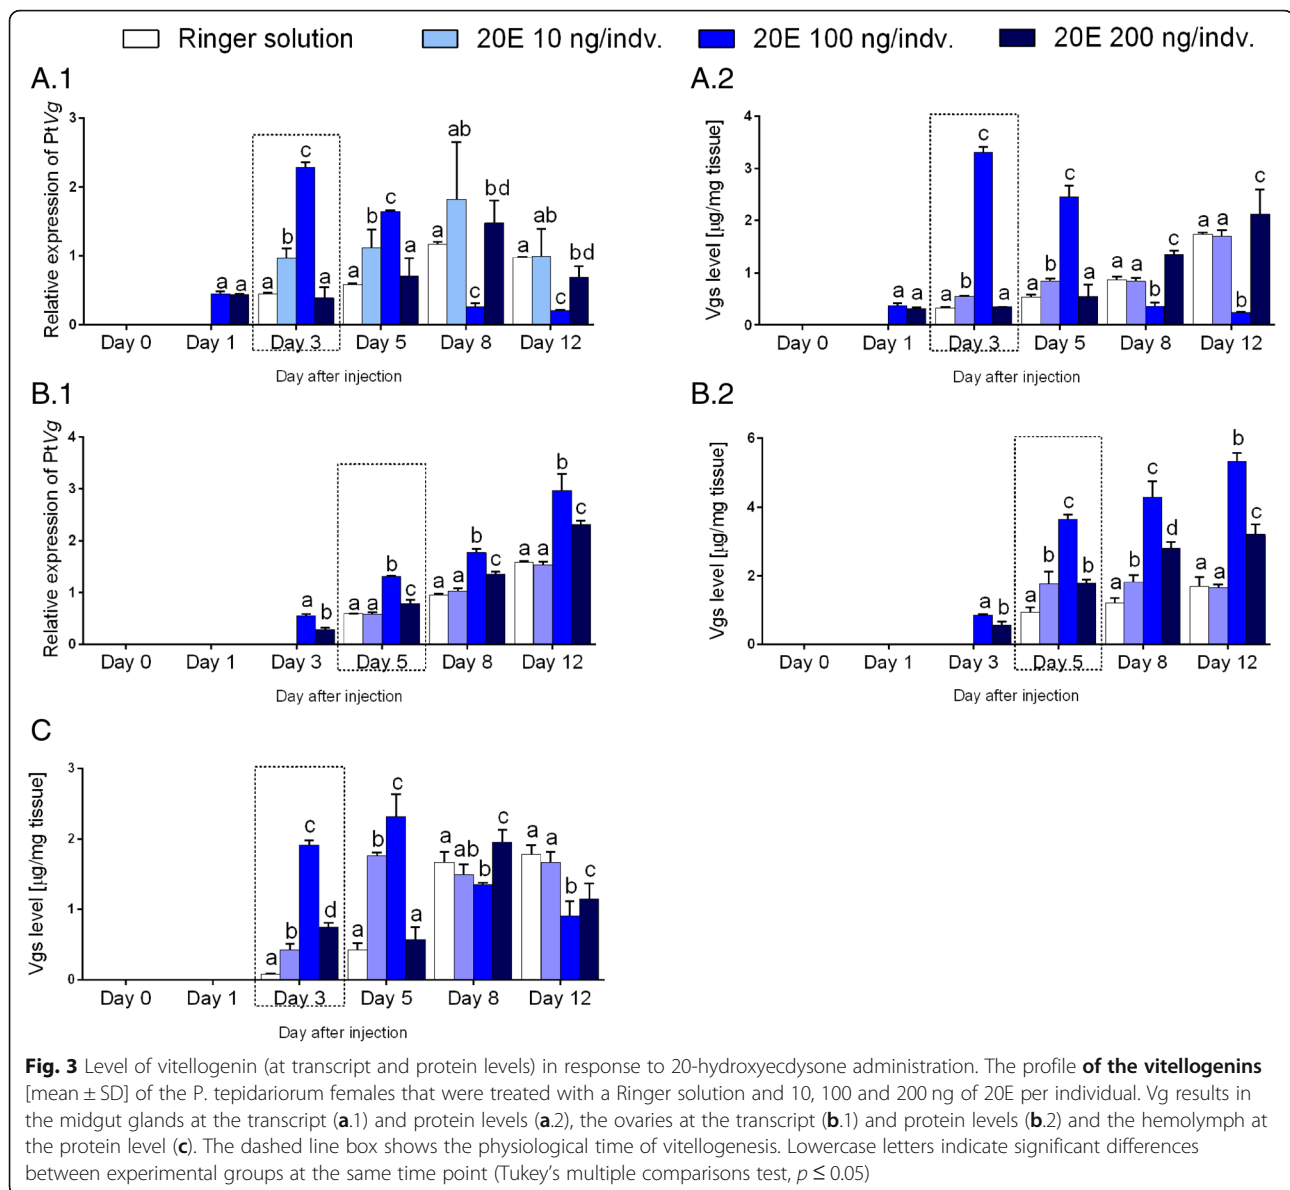 Ringer solution 20E 10 ng/indv. 20E 100 ng/indv. 20E 200 ng/indv.
A.1
Relative expression of PtVg
3
2
1
0
a a
a b c a
a b c a
a ab c bd
a ab c bd
Day 0 Day 1 Day 3 Day 5 Day 8 Day 12
Day after injection
A.2
Vgs level [µg/mg tissue]
4
3
2
1
0
a a
a b c a
a b c a
a a b c
a a b c
Day 0 Day 1 Day 3 Day 5 Day 8 Day 12
Day after injection
B.1
Relative expression of PtVg
4
3
2
1
0
a b
a a b c
a a b c
a a b c
Day 0 Day 1 Day 3 Day 5 Day 8 Day 12
Day after injection
B.2
Vgs level [µg/mg tissue]
6
4
2
0
a b
a b c b
a b c d
a a b c
Day 0 Day 1 Day 3 Day 5 Day 8 Day 12
Day after injection
C
Vgs level [µg/mg tissue]
3
2
1
0
a b c d
a b c a
a ab b c
a a b c
Day 0 Day 1 Day 3 Day 5 Day 8 Day 12
Day after injection
Fig. 3 Level of vitellogenin (at transcript and protein levels) in response to 20-hydroxyecdysone administration. The profile of the vitellogenins
[mean ± SD] of the P. tepidariorum females that were treated with a Ringer solution and 10, 100 and 200 ng of 20E per individual. Vg results in
the midgut glands at the transcript (a.1) and protein levels (a.2), the ovaries at the transcript (b.1) and protein levels (b.2) and the hemolymph at
the protein level (c). The dashed line box shows the physiological time of vitellogenesis. Lowercase letters indicate significant differences
between experimental groups at the same time point (Tukey's multiple comparisons test, p ≤ 0.05)